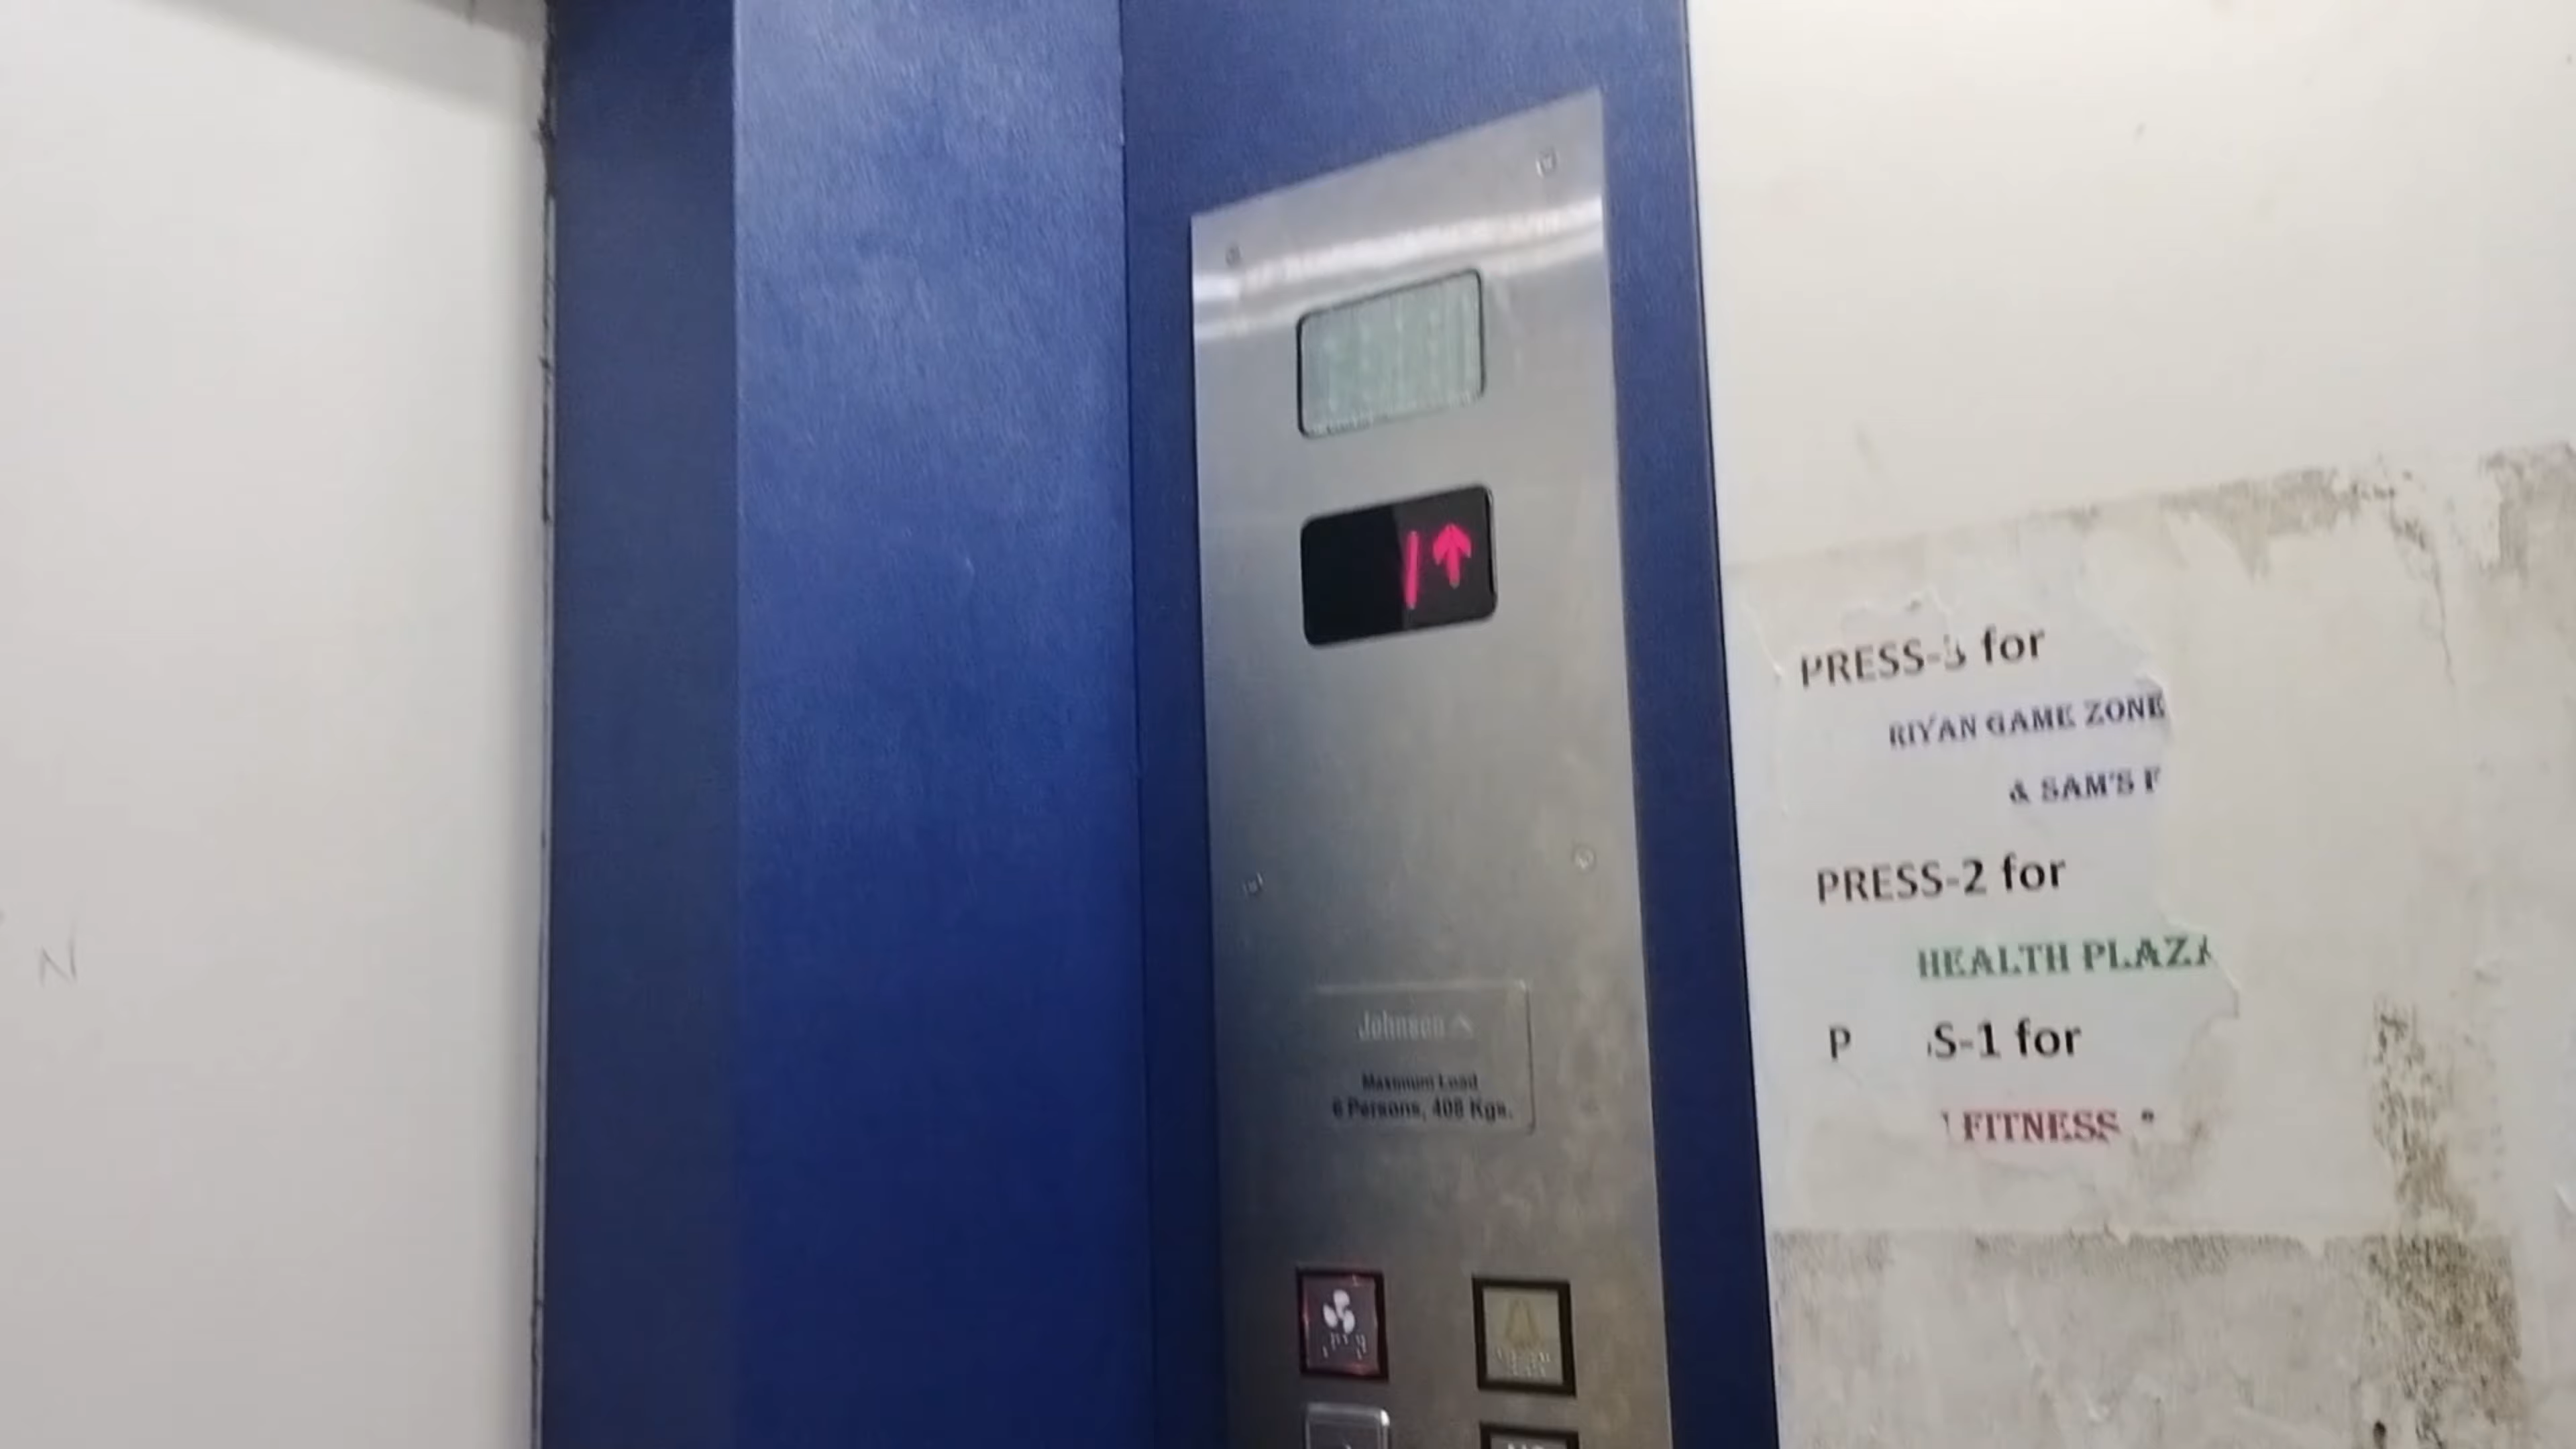 1↑
Johnson
Maximum Load
6 Persons, 408 Kgs.
PRESS-3 for
RIYAN GAME ZONE
& SAM'S F
PRESS-2 for
HEALTH PLAZA
P S-1 for
FITNESS
N